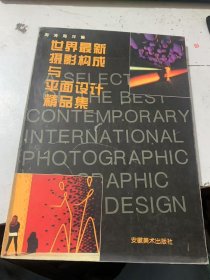 世界最新
摄影构成
与
平面设计
精品集
A SELECT
THE BEST
CONTEMPORARY
INTERNATIONAL
PHOTOGRAPHIC
GRAPHIC
DESIGN
安徽美术出版社